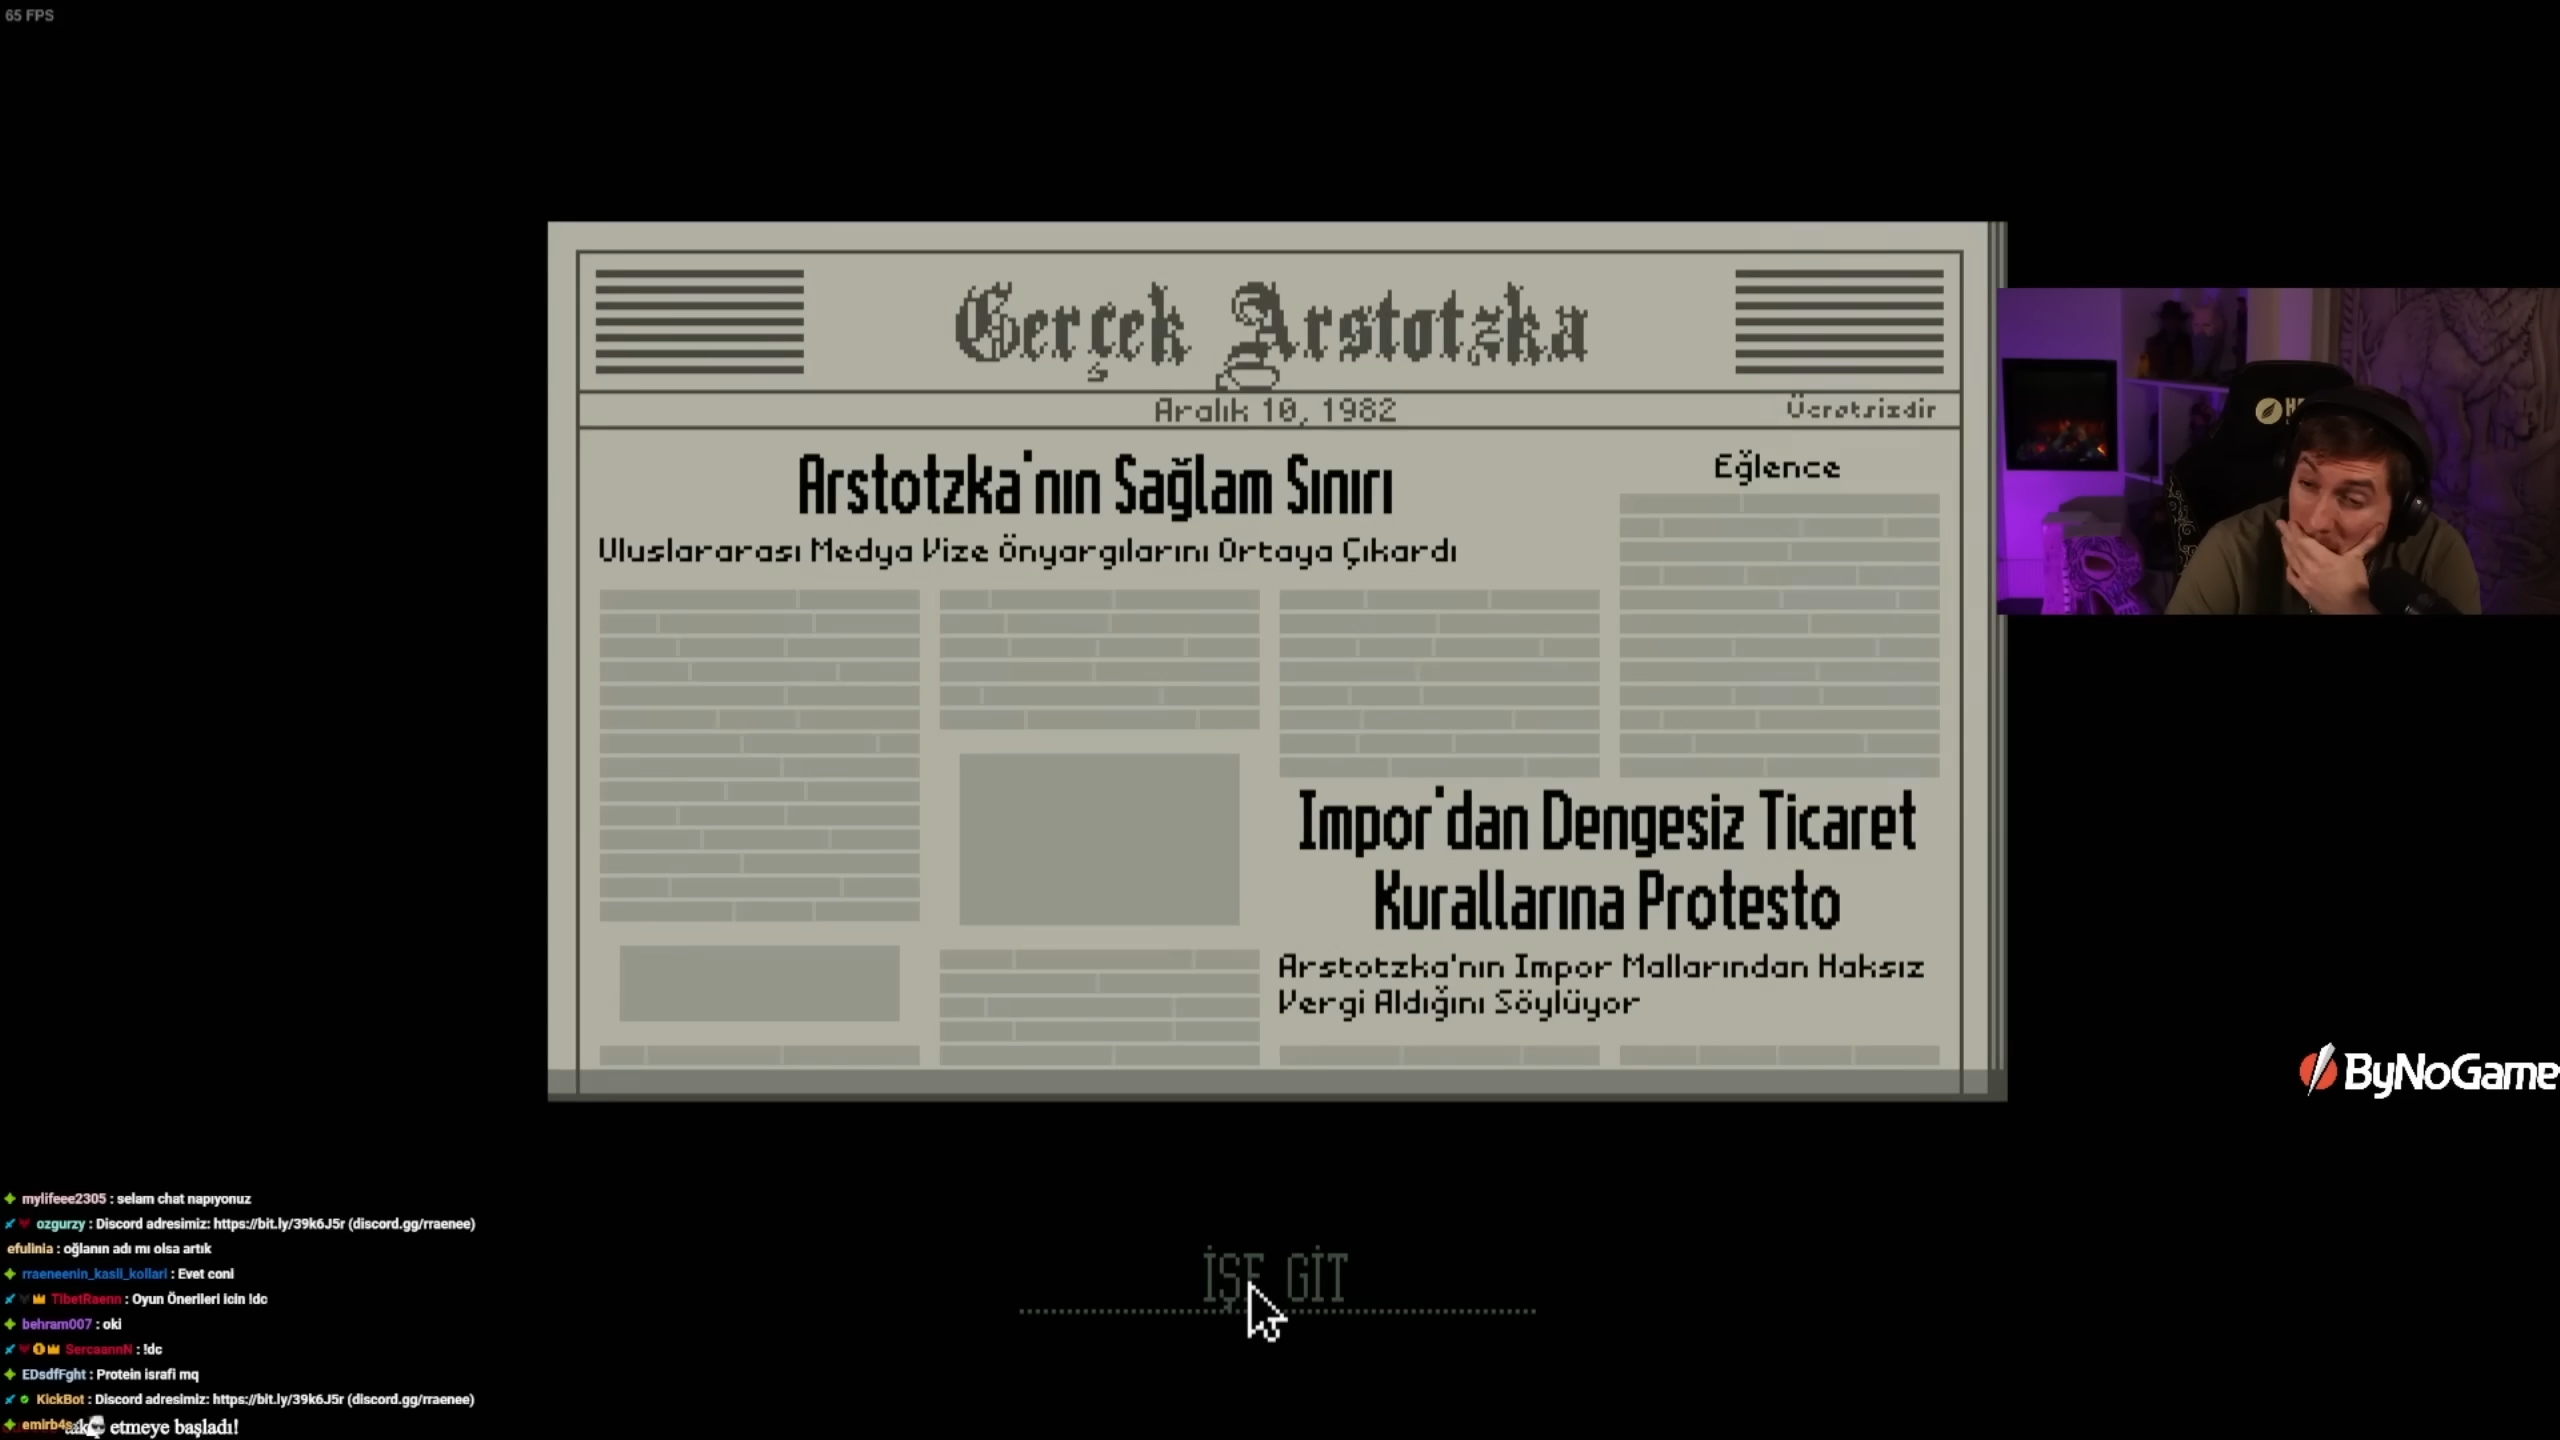 65 FPS
Gerçek Arstotzka
Aralık 10, 1982
Ücretsizdir
Arstotzka'nın Sağlam Sınırı
Uluslararası Medya Vize Önyargılarını Ortaya Çıkardı
Eğlence
Impor'dan Dengesiz Ticaret
Kurallarına Protesto
Arstotzka'nın Impor Mallarından Haksız
Vergi Aldığını Söylüyor
ByNoGame
İŞE GİT
mylifeee2305 : selam chat napıyonuz
ozgurzy : Discord adresimiz: https://bit.ly/39k6J5r (discord.gg/rraenee)
efulinia : oğlanın adı mı olsa artık
rraeneenin_kasli_kollari : Evet coni
TibetRaenn : Oyun Önerileri icin !dc
behram007 : oki
SercaannN : !dc
EDsdfFght : Protein israfi mq
KickBot : Discord adresimiz: https://bit.ly/39k6J5r (discord.gg/rraenee)
etmeye başladı!